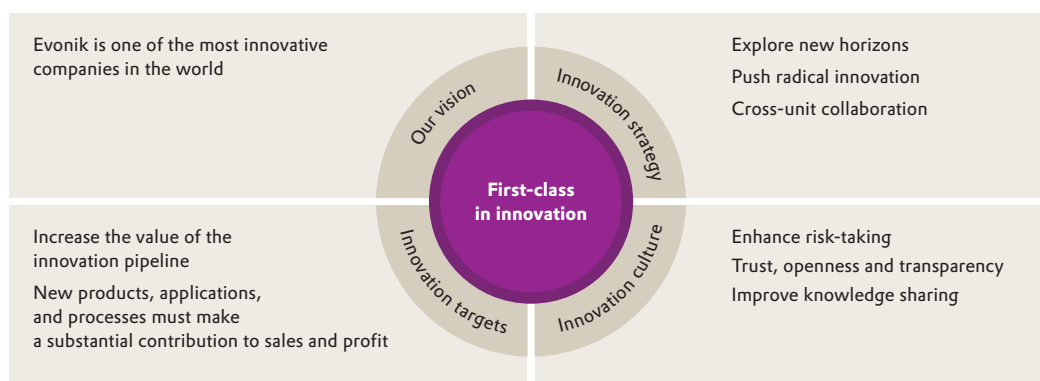 Evonik is one of the most innovative
companies in the world
Our vision
Innovation strategy
Explore new horizons
Push radical innovation
Cross-unit collaboration
First-class
in innovation
Increase the value of the
innovation pipeline
New products, applications,
and processes must make
a substantial contribution to sales and profit
Innovation targets
Innovation culture
Enhance risk-taking
Trust, openness and transparency
Improve knowledge sharing